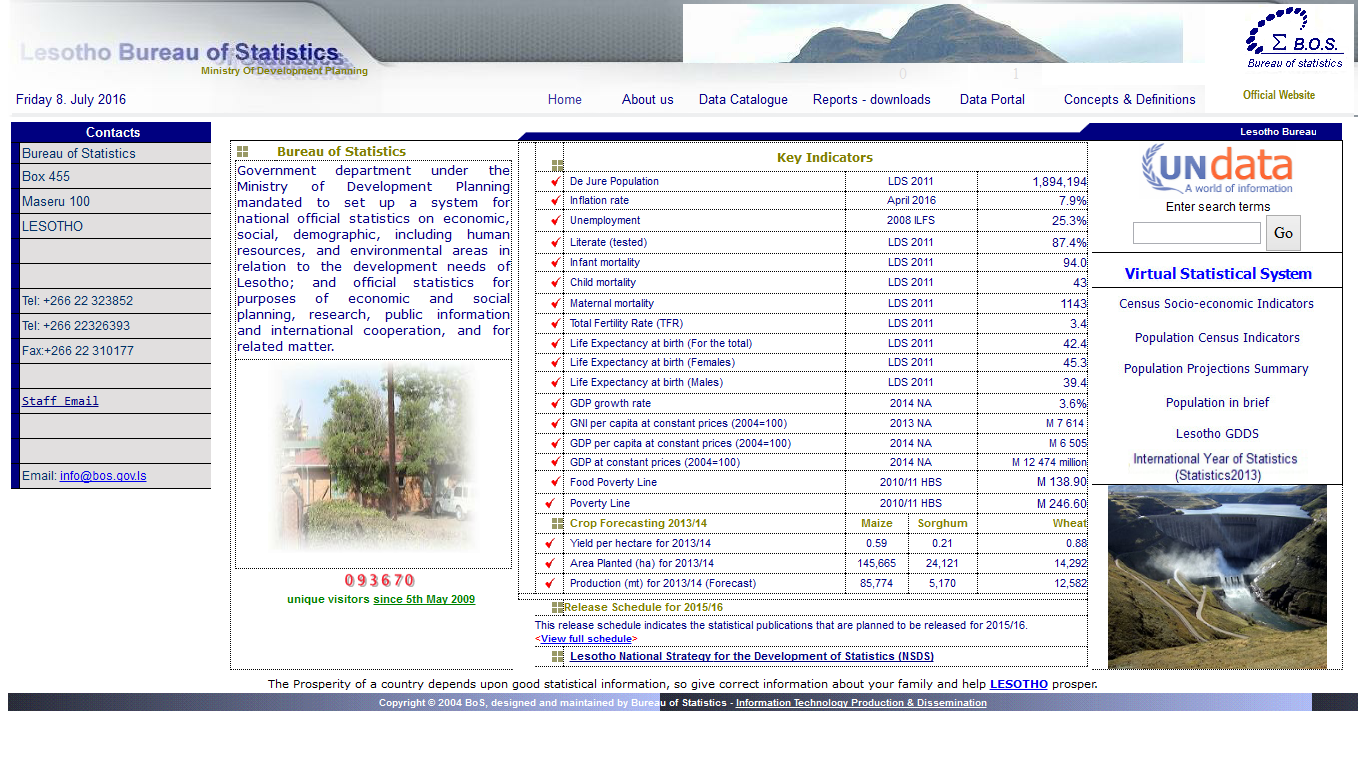 Lesotho Bureau of Statistics
Ministry Of Development Planning
0 1
Σ B.O.S.
Bureau of statistics
Official Website
Friday 8. July 2016
Home About us Data Catalogue Reports - downloads Data Portal Concepts & Definitions
Contacts
Bureau of Statistics
Box 455
Maseru 100
LESOTHO
Tel: +266 22 323852
Tel: +266 22326393
Fax:+266 22 310177
Staff Email
Email: info@bos.gov.ls
Bureau of Statistics
Government department under the
Ministry of Development Planning
mandated to set up a system for
national official statistics on economic,
social, demographic, including human
resources, and environmental areas in
relation to the development needs of
Lesotho; and official statistics for
purposes of economic and social
planning, research, public information
and international cooperation, and for
related matter.
093670
unique visitors since 5th May 2009
Key Indicators
De Jure Population LDS 2011 1,894,194
Inflation rate April 2016 7.9%
Unemployment 2008 ILFS 25.3%
Literate (tested) LDS 2011 87.4%
Infant mortality LDS 2011 94.0
Child mortality LDS 2011 43
Maternal mortality LDS 2011 1143
Total Fertility Rate (TFR) LDS 2011 3.4
Life Expectancy at birth (For the total) LDS 2011 42.4
Life Expectancy at birth (Females) LDS 2011 45.3
Life Expectancy at birth (Males) LDS 2011 39.4
GDP growth rate 2014 NA 3.6%
GNI per capita at constant prices (2004=100) 2013 NA M 7 614
GDP per capita at constant prices (2004=100) 2014 NA M 6 505
GDP at constant prices (2004=100) 2014 NA M 12 474 million
Food Poverty Line 2010/11 HBS M 138.90
Poverty Line 2010/11 HBS M 246.60
Crop Forecasting 2013/14 Maize Sorghum Wheat
Yield per hectare for 2013/14 0.59 0.21 0.88
Area Planted (ha) for 2013/14 145,665 24,121 14,292
Production (mt) for 2013/14 (Forecast) 85,774 5,170 12,582
Release Schedule for 2015/16
This release schedule indicates the statistical publications that are planned to be released for 2015/16.
<View full schedule>
Lesotho National Strategy for the Development of Statistics (NSDS)
Lesotho Bureau
UNdata
A world of information
Enter search terms
Go
Virtual Statistical System
Census Socio-economic Indicators
Population Census Indicators
Population Projections Summary
Population in brief
Lesotho GDDS
International Year of Statistics
(Statistics2013)
The Prosperity of a country depends upon good statistical information, so give correct information about your family and help LESOTHO prosper.
Copyright © 2004 BoS, designed and maintained by Bureau of Statistics - Information Technology Production & Dissemination